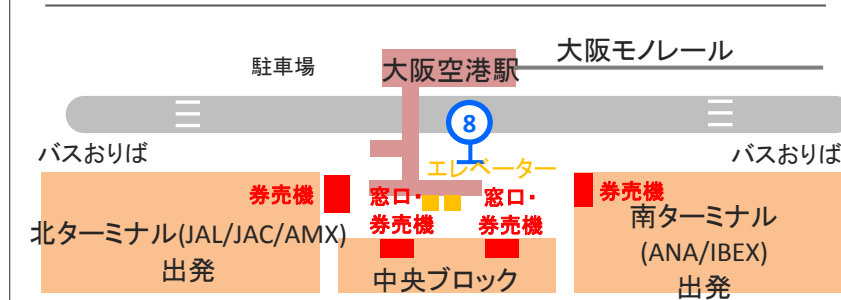 大阪モノレール
駐車場
大阪空港駅
8
バスおりば
バスおりば
エレベーター
券売機
窓口・
券売機
窓口・
券売機
券売機
北ターミナル(JAL/JAC/AMX)
出発
中央ブロック
南ターミナル
(ANA/IBEX)
出発